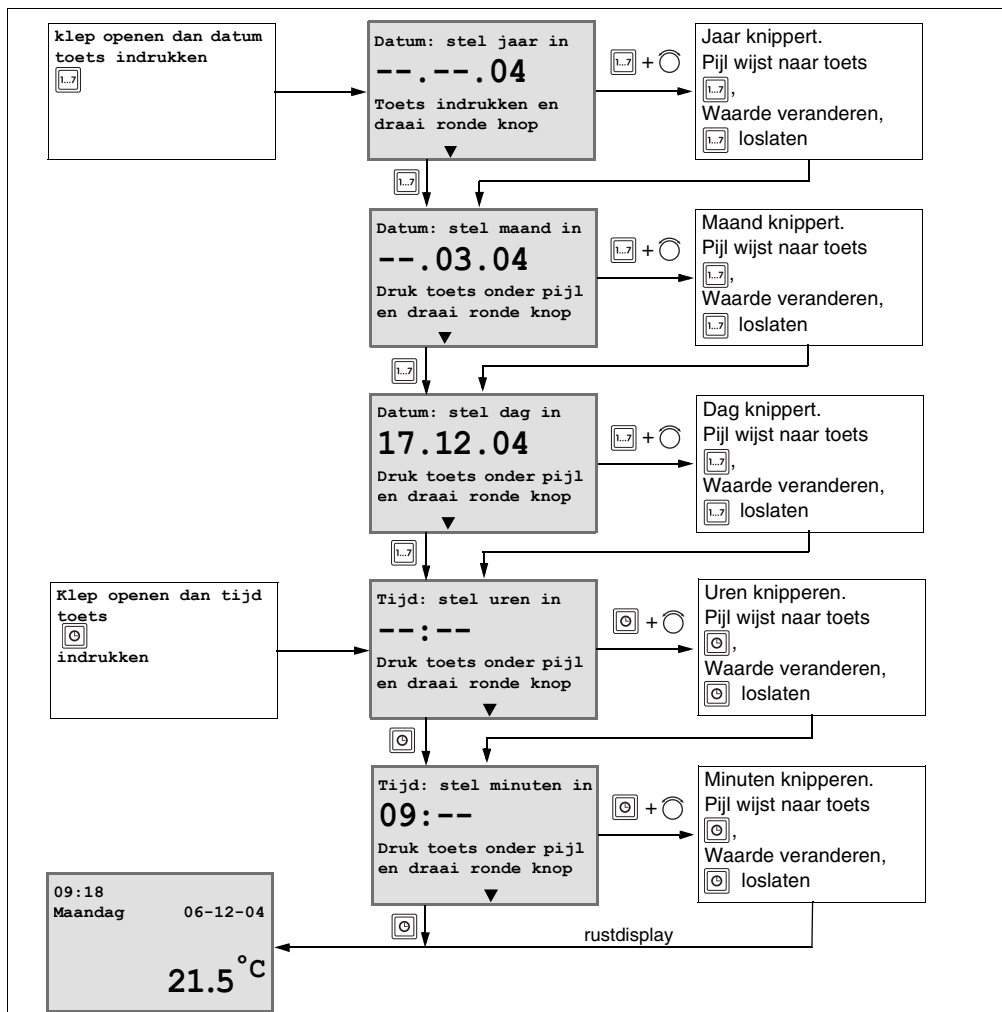 klep openen dan datum
toets indrukken
1...7
Datum: stel jaar in
--.--.04
Toets indrukken en
draai ronde knop
1...7 +
Jaar knippert.
Pijl wijst naar toets
1...7,
Waarde veranderen,
1...7 loslaten
1...7
Datum: stel maand in
--.03.04
Druk toets onder pijl
en draai ronde knop
1...7 +
Maand knippert.
Pijl wijst naar toets
1...7,
Waarde veranderen,
1...7 loslaten
1...7
Datum: stel dag in
17.12.04
Druk toets onder pijl
en draai ronde knop
1...7 +
Dag knippert.
Pijl wijst naar toets
1...7,
Waarde veranderen,
1...7 loslaten
1...7
Klep openen dan tijd
toets
indrukken
Tijd: stel uren in
--:--
Druk toets onder pijl
en draai ronde knop
+
Uren knipperen.
Pijl wijst naar toets
,
Waarde veranderen,
loslaten
Tijd: stel minuten in
09:--
Druk toets onder pijl
en draai ronde knop
+
Minuten knipperen.
Pijl wijst naar toets
,
Waarde veranderen,
loslaten
rustdisplay
09:18
Maandag 06-12-04
21.5°C